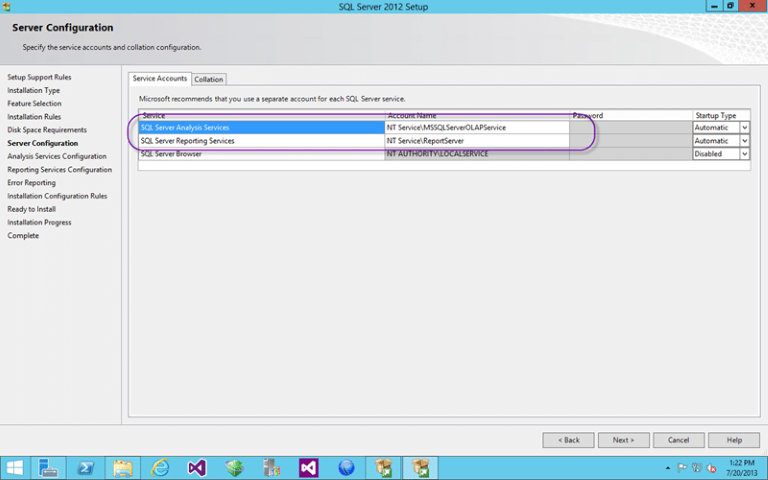 SQL Server 2012 Setup
Server Configuration
Specify the service accounts and collation configuration.
Setup Support Rules
Installation Type
Feature Selection
Installation Rules
Disk Space Requirements
Server Configuration
Analysis Services Configuration
Reporting Services Configuration
Error Reporting
Installation Configuration Rules
Ready to Install
Installation Progress
Complete
Service Accounts Collation
Microsoft recommends that you use a separate account for each SQL Server service.
Service Account Name Password Startup Type
SQL Server Analysis Services NT Service\MSSQLServerOLAPService Automatic
SQL Server Reporting Services NT Service\ReportServer Automatic
SQL Server Browser NT AUTHORITY\LOCALSERVICE Disabled
< Back Next > Cancel Help
1:22 PM
7/20/2013